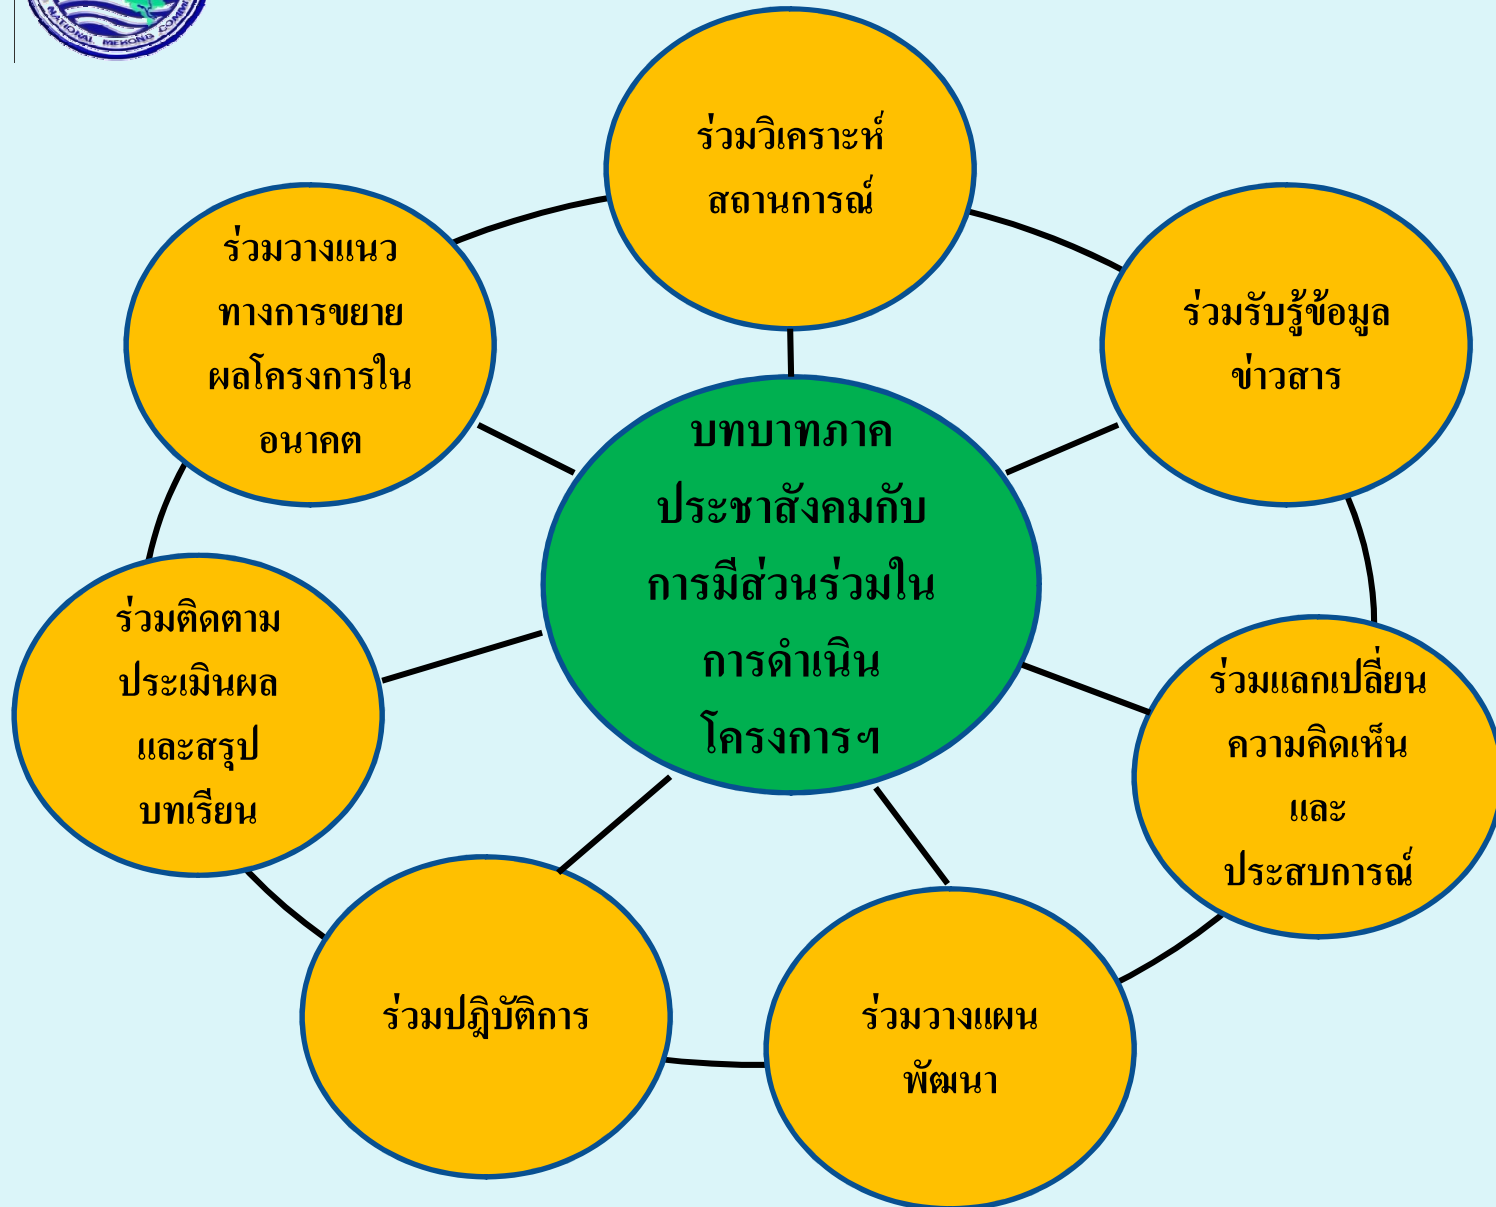 NATIONAL MEKONG COMM
ร่วมวิเคราะห์
สถานการณ์
ร่วมรับรู้ข้อมูล
ข่าวสาร
ร่วมแลกเปลี่ยน
ความคิดเห็น
และ
ประสบการณ์
ร่วมวางแผน
พัฒนา
ร่วมปฎิบัติการ
ร่วมติดตาม
ประเมินผล
และสรุป
บทเรียน
ร่วมวางแนว
ทางการขยาย
ผลโครงการใน
อนาคต
บทบาทภาค
ประชาสังคมกับ
การมีส่วนร่วมใน
การดำเนิน
โครงการฯ